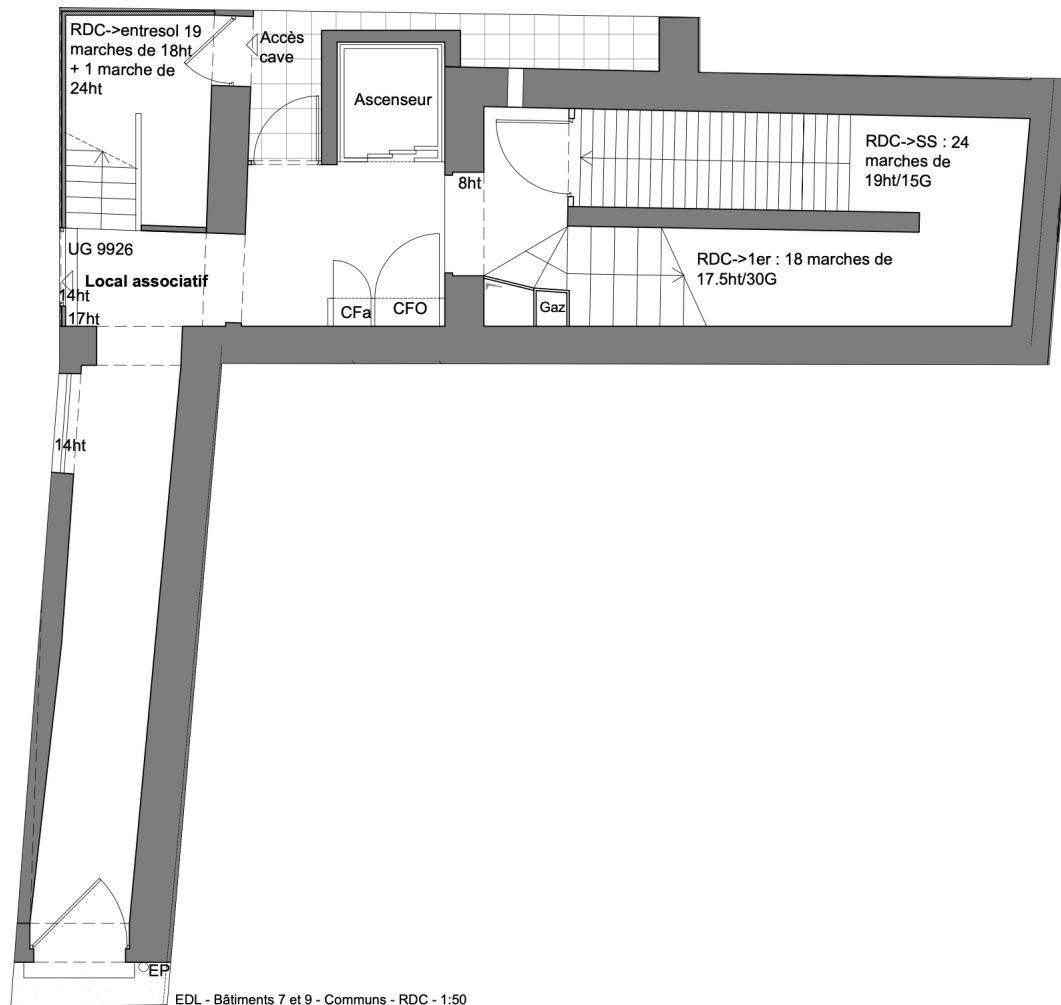 RDC->entresol 19
marches de 18ht
+ 1 marche de
24ht
Accès
cave
Ascenseur
RDC->SS : 24
marches de
19ht/15G
8ht
UG 9926
Local associatif
14ht
17ht
RDC->1er : 18 marches de
17.5ht/30G
CFa
CFO
Gaz
14ht
EP
EDL - Bâtiments 7 et 9 - Communs - RDC - 1:50